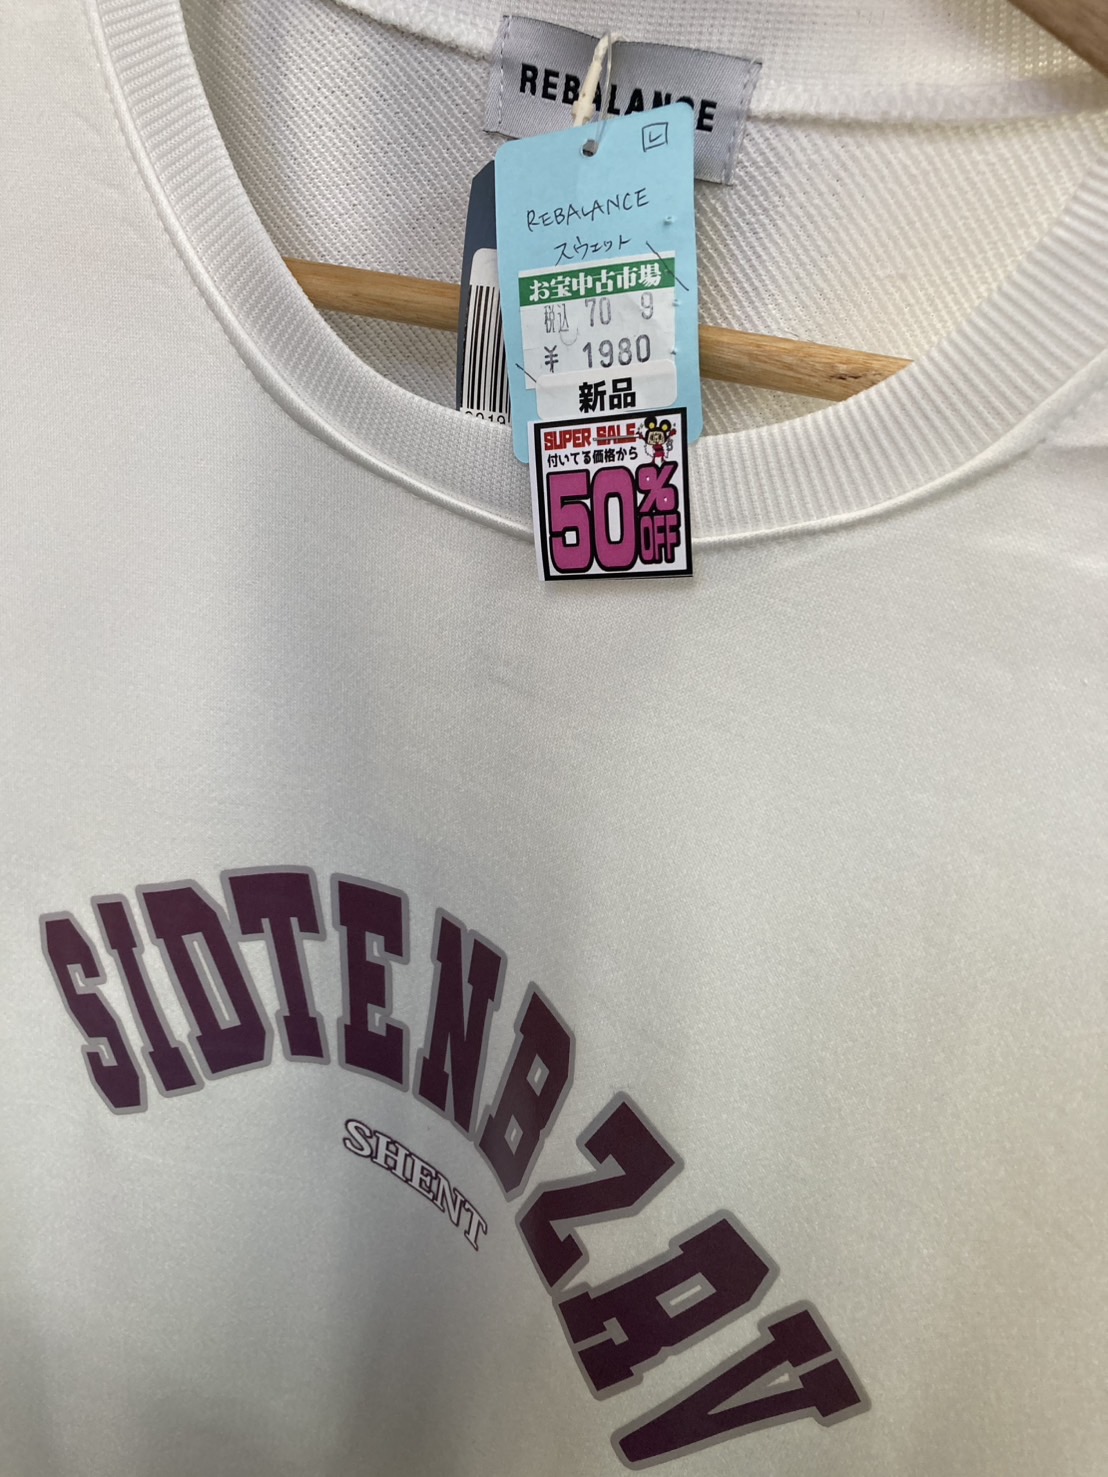 REBALANCE
L
REBALANCE
スウェット
お宝中古市場
税込 70 9
¥ 1980
新品
SUPER SALE
付いてる価格から
50%
OFF
SIDTENBZAV
SHENT